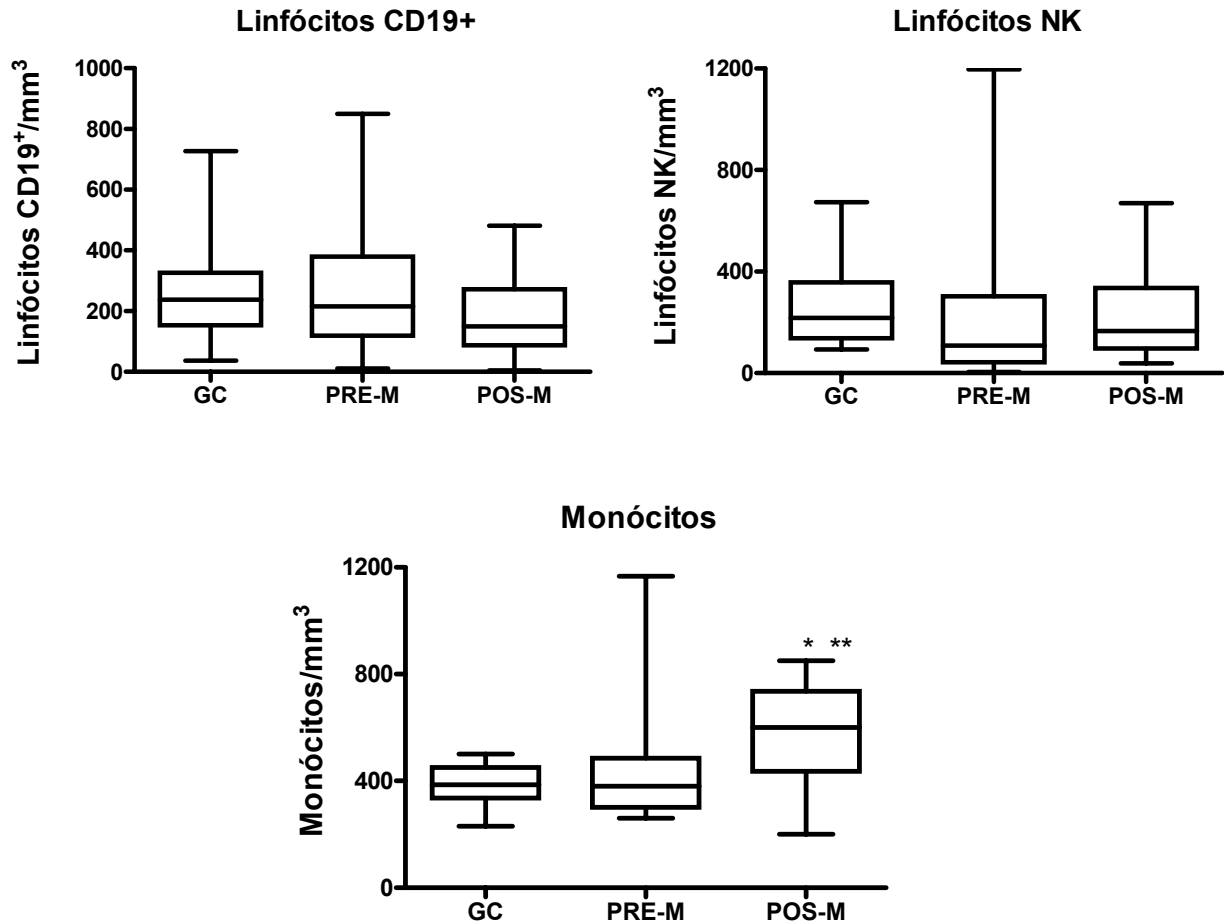 Linfócitos CD19+
Linfócitos CD19⁺/mm³
1000
800
600
400
200
0
GC PRE-M POS-M
Linfócitos NK
Linfócitos NK/mm³
1200
800
400
0
GC PRE-M POS-M
Monócitos
Monócitos/mm³
1200
800
400
0
* **
GC PRE-M POS-M